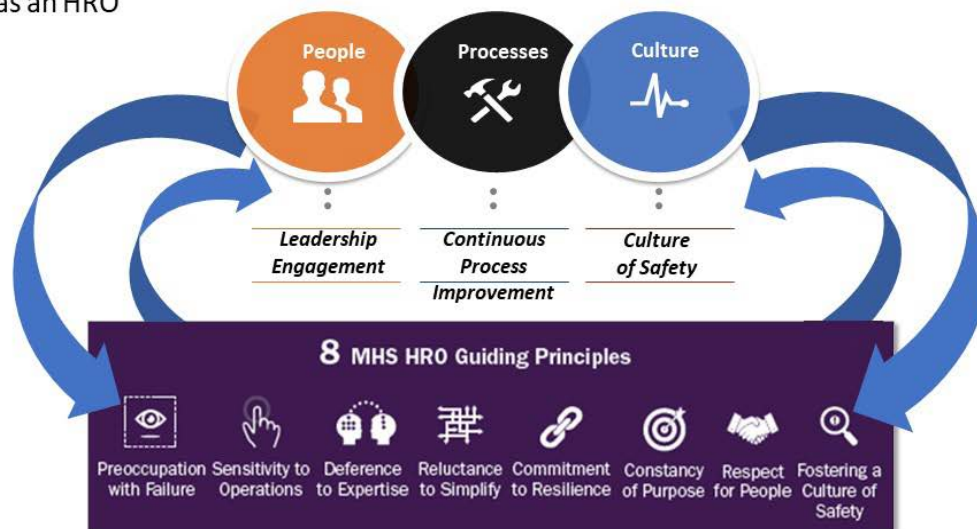 as an HRO
People
Processes
Culture
Leadership
Engagement
Continuous
Process
Improvement
Culture
of Safety
8 MHS HRO Guiding Principles
Preoccupation
with Failure
Sensitivity to
Operations
Deference
to Expertise
Reluctance
to Simplify
Commitment
to Resilience
Constancy
of Purpose
Respect
for People
Fostering a
Culture of
Safety